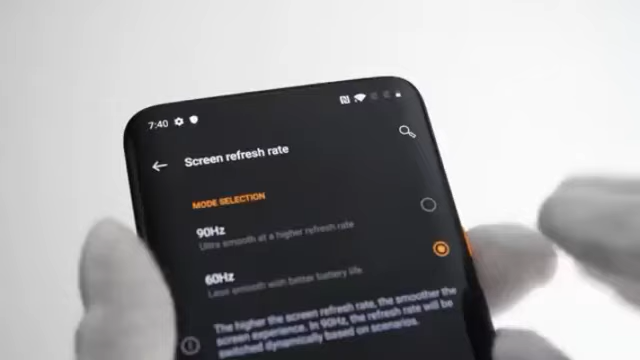 7:40
Screen refresh rate
MODE SELECTION
90Hz
Ultra smooth at a higher refresh rate
60Hz
Less smooth with better battery life
The higher the screen refresh rate, the smoother the
screen experience. In 90Hz, the refresh rate will be
switched dynamically based on scenarios.